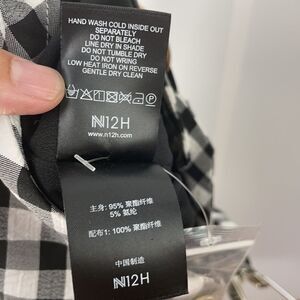 HAND WASH COLD INSIDE OUT
SEPARATELY
DO NOT BLEACH
LINE DRY IN SHADE
DO NOT TUMBLE DRY
DO NOT WRING
LOW HEAT IRON ON REVERSE
GENTLE DRY CLEAN
N12H
www.n12h.com
主身: 95% 聚酯纤维
5% 氨纶
配布1: 100% 聚酯纤维
中国制造
N12H